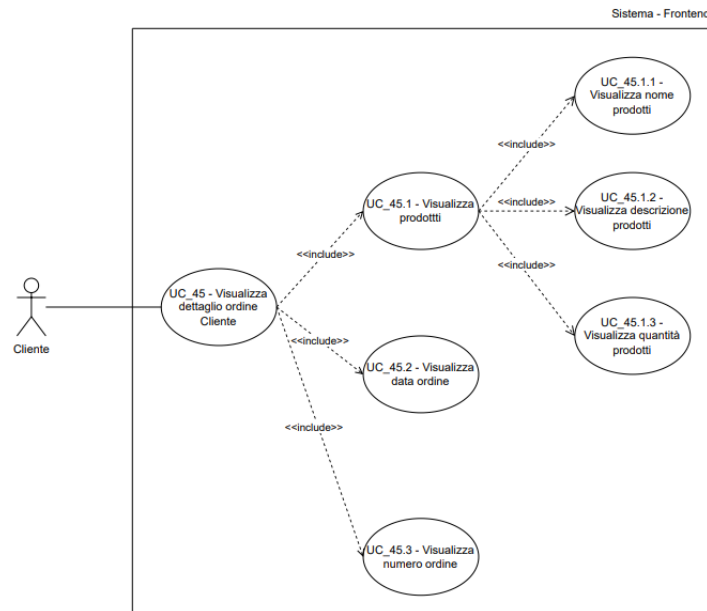 Sistema - Frontend
UC_45.1.1 -
Visualizza nome
prodotti
<<include>>
UC_45.1 - Visualizza
prodottti
<<include>>
UC_45.1.2 -
Visualizza descrizione
prodotti
<<include>>
<<include>>
UC_45 - Visualizza
dettaglio ordine
Cliente
UC_45.1.3 -
Visualizza quantità
prodotti
Cliente
<<include>>
UC_45.2 - Visualizza
data ordine
<<include>>
UC_45.3 - Visualizza
numero ordine